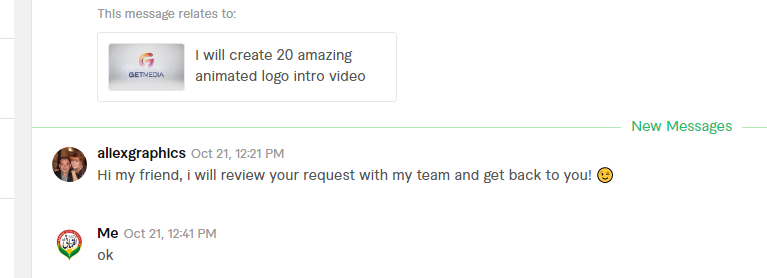 This message relates to:
GETMEDIA
I will create 20 amazing
animated logo intro video
New Messages
aliexgraphics Oct 21, 12:21 PM
Hi my friend, i will review your request with my team and get back to you! 😉
Me Oct 21, 12:41 PM
ok